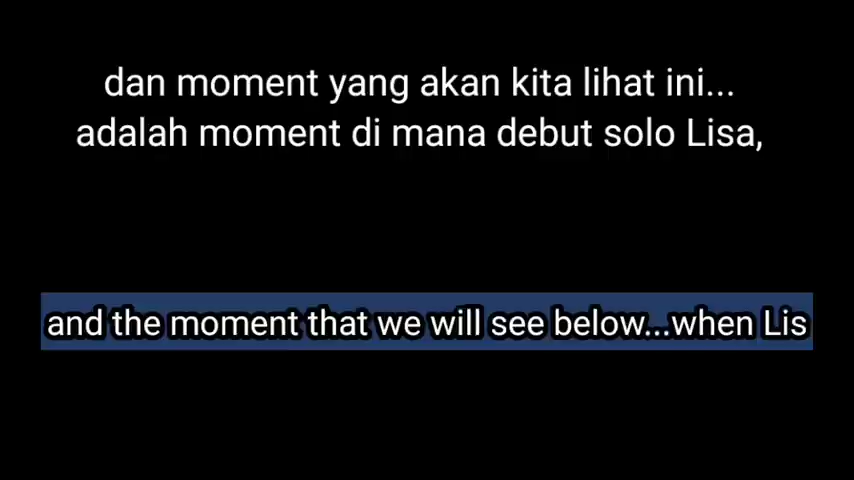 dan moment yang akan kita lihat ini...
adalah moment di mana debut solo Lisa,
and the moment that we will see below...when Lis